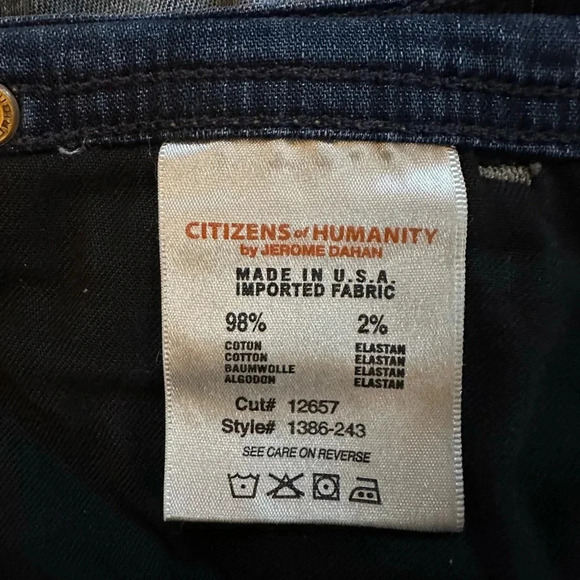 CITIZENS of HUMANITY
by JEROME DAHAN
MADE IN U.S.A.
IMPORTED FABRIC
98% 2%
COTON ELASTAN
COTTON ELASTAN
BAUMWOLLE ELASTAN
ALGODON ELASTAN
Cut# 12657
Style# 1386-243
SEE CARE ON REVERSE